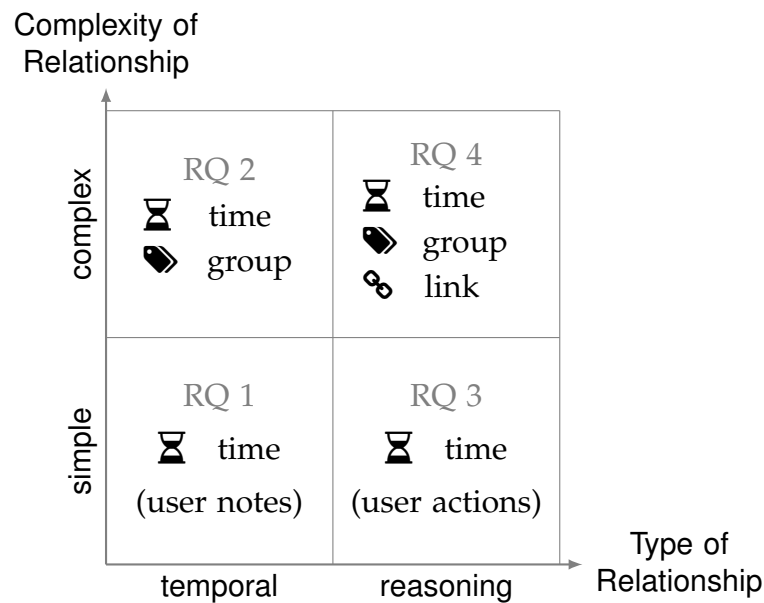 Complexity of
Relationship
complex
RQ 2
time
group
RQ 4
time
group
link
simple
RQ 1
time
(user notes)
RQ 3
time
(user actions)
temporal
reasoning
Type of
Relationship